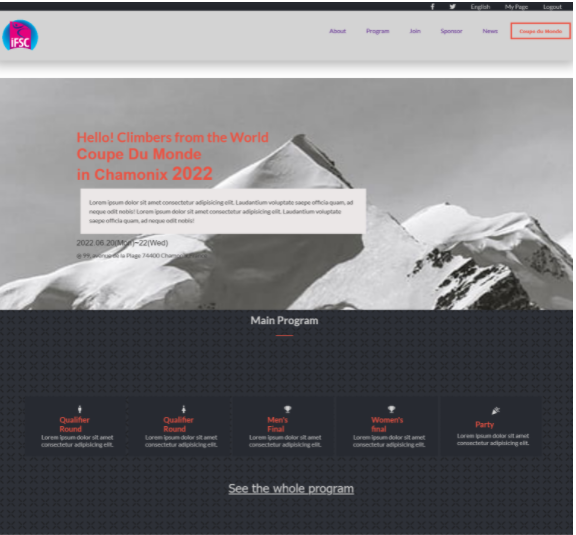 English My Page Logout
iFSC
About Program Join Sponsor News Coupe du Monde
Hello! Climbers from the World
Coupe Du Monde
in Chamonix 2022
Lorem ipsum dolor sit amet consectetur adipisicing elit. Laudantium voluptate saepe officia quam, ad
neque edit nobis! Lorem ipsum dolor sit amet consectetur adipisicing elit. Laudantium voluptate
saepe officia quam, ad neque edit nobis!
2022.06.20(Mon)~22(Wed)
@ 99, avenue de la Plage 74400
Main Program
Qualifier
Round
Lorem ipsum dolor sit amet
consectetur adipisicing elit.
Qualifier
Round
Lorem ipsum dolor sit amet
consectetur adipisicing elit.
Men's
Final
Lorem ipsum dolor sit amet
consectetur adipisicing elit.
Women's
final
Lorem ipsum dolor sit amet
consectetur adipisicing elit.
Party
Lorem ipsum dolor sit amet
consectetur adipisicing elit.
See the whole program